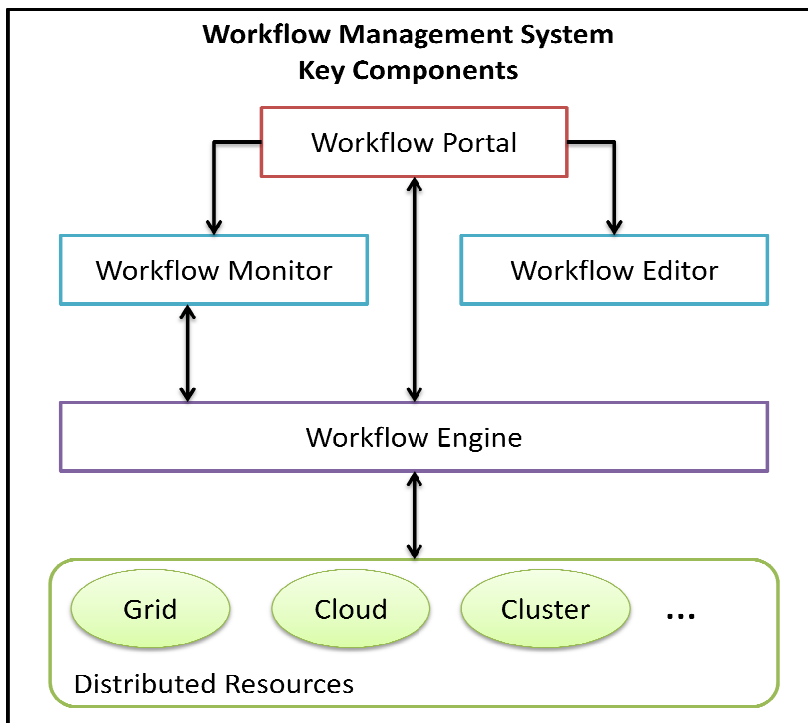 Workflow Management System
Key Components
Workflow Portal
Workflow Monitor
Workflow Editor
Workflow Engine
Grid
Cloud
Cluster
...
Distributed Resources